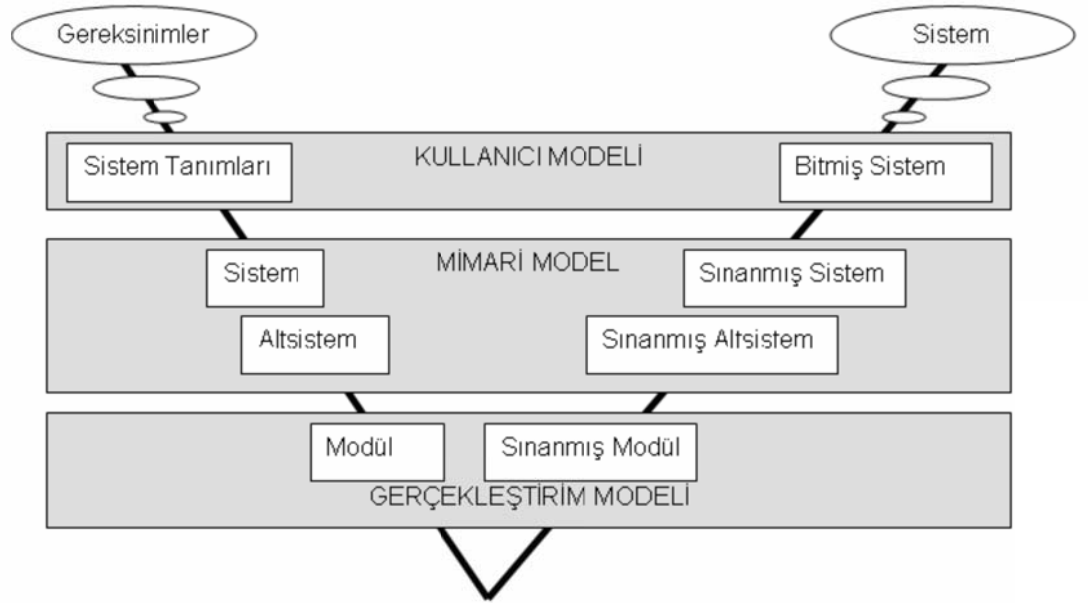 Gereksinimler
Sistem
KULLANICI MODELİ
Sistem Tanımları
Bitmiş Sistem
MİMARİ MODEL
Sistem
Sınanmış Sistem
Altsistem
Sınanmış Altsistem
Modül
Sınanmış Modül
GERÇEKLEŞTİRİM MODELİ